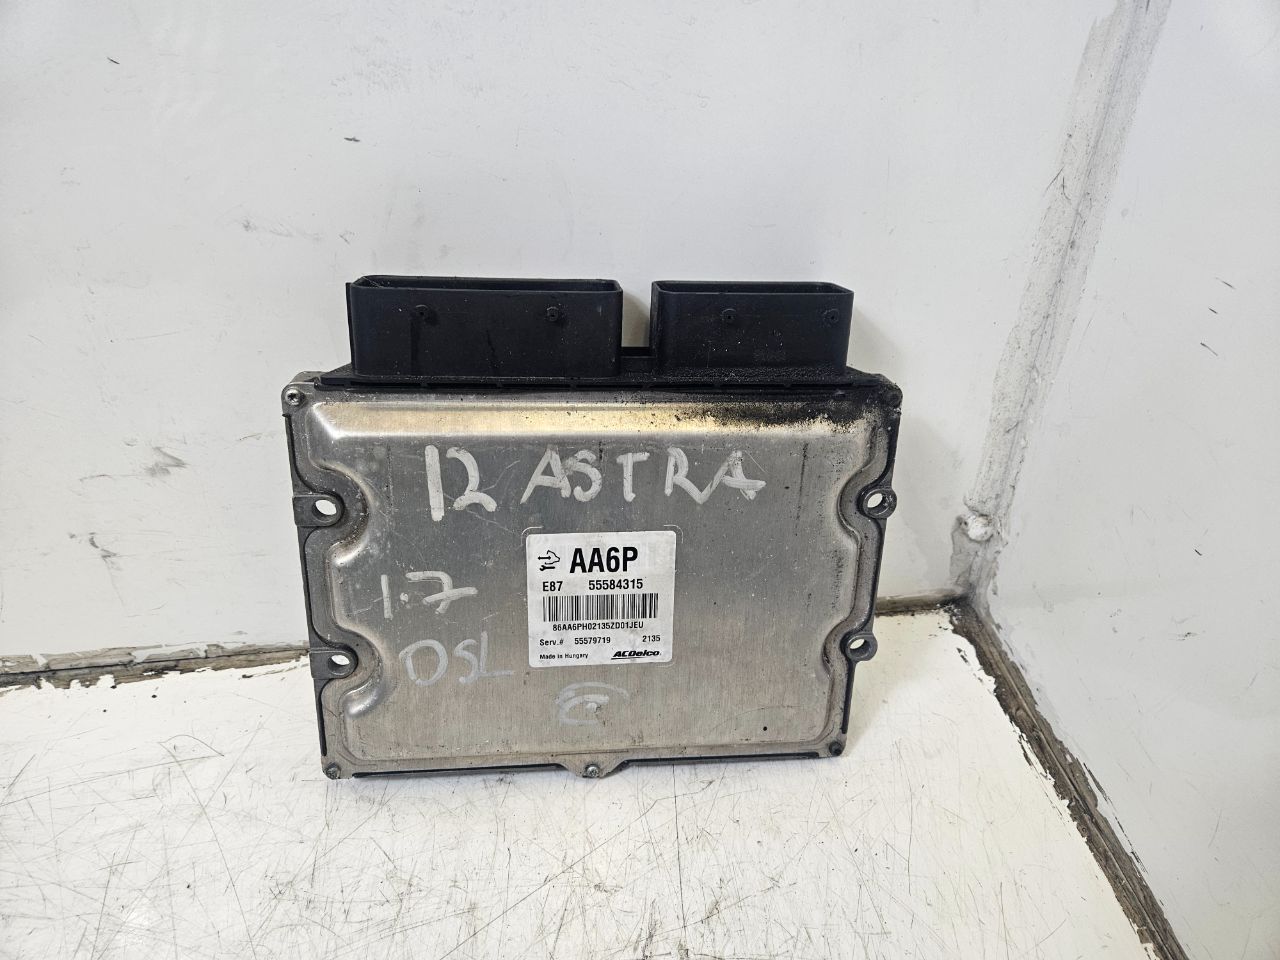 12 ASTRA
1.7
DSL
AA6P
E87 55584315
86AA6PH02135ZD01JEU
Serv.# 55579719 2135
Made in Hungary ACDelco